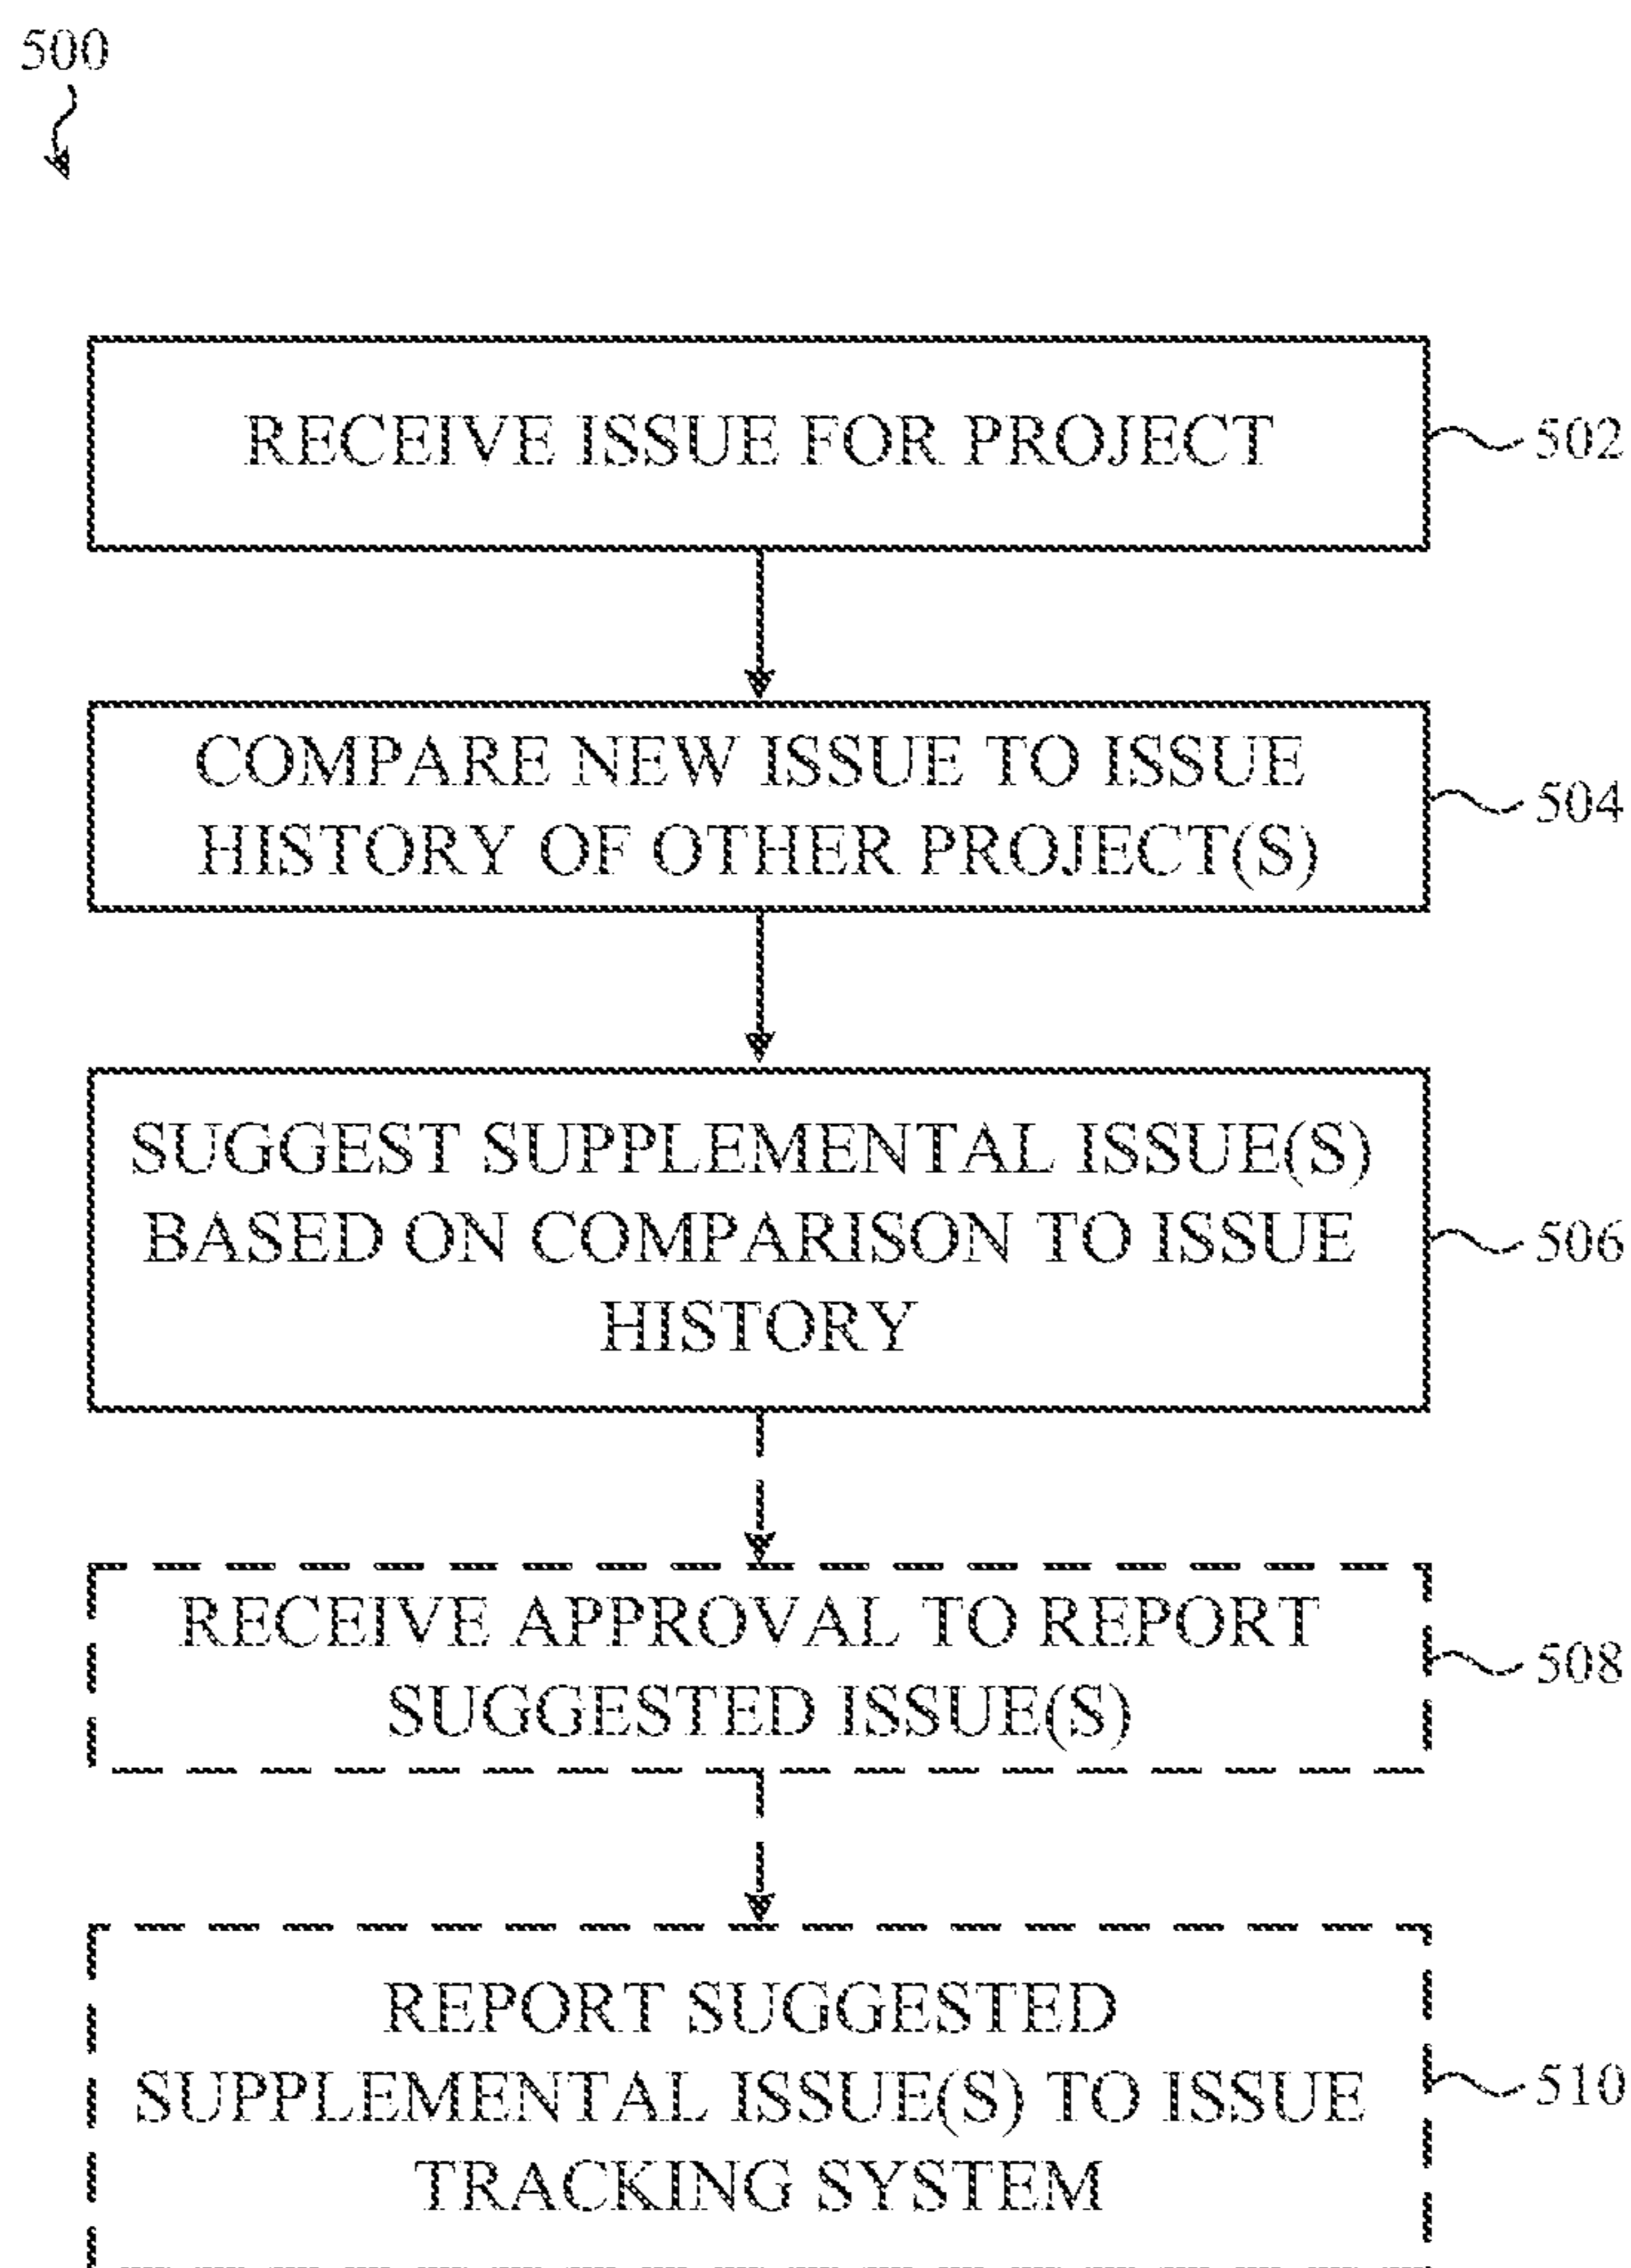 500
RECEIVE ISSUE FOR PROJECT
502
COMPARE NEW ISSUE TO ISSUE
HISTORY OF OTHER PROJECT(S)
504
SUGGEST SUPPLEMENTAL ISSUE(S)
BASED ON COMPARISON TO ISSUE
HISTORY
506
RECEIVE APPROVAL TO REPORT
SUGGESTED ISSUE(S)
508
REPORT SUGGESTED
SUPPLEMENTAL ISSUE(S) TO ISSUE
TRACKING SYSTEM
510